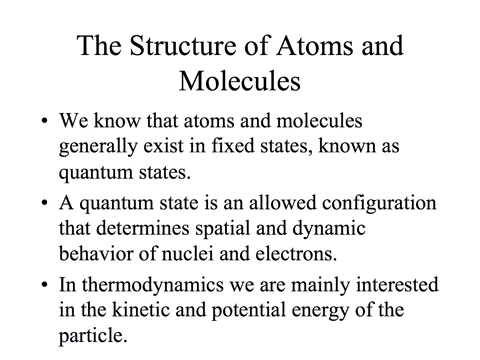 The Structure of Atoms and
Molecules
• We know that atoms and molecules
generally exist in fixed states, known as
quantum states.
• A quantum state is an allowed configuration
that determines spatial and dynamic
behavior of nuclei and electrons.
• In thermodynamics we are mainly interested
in the kinetic and potential energy of the
particle.